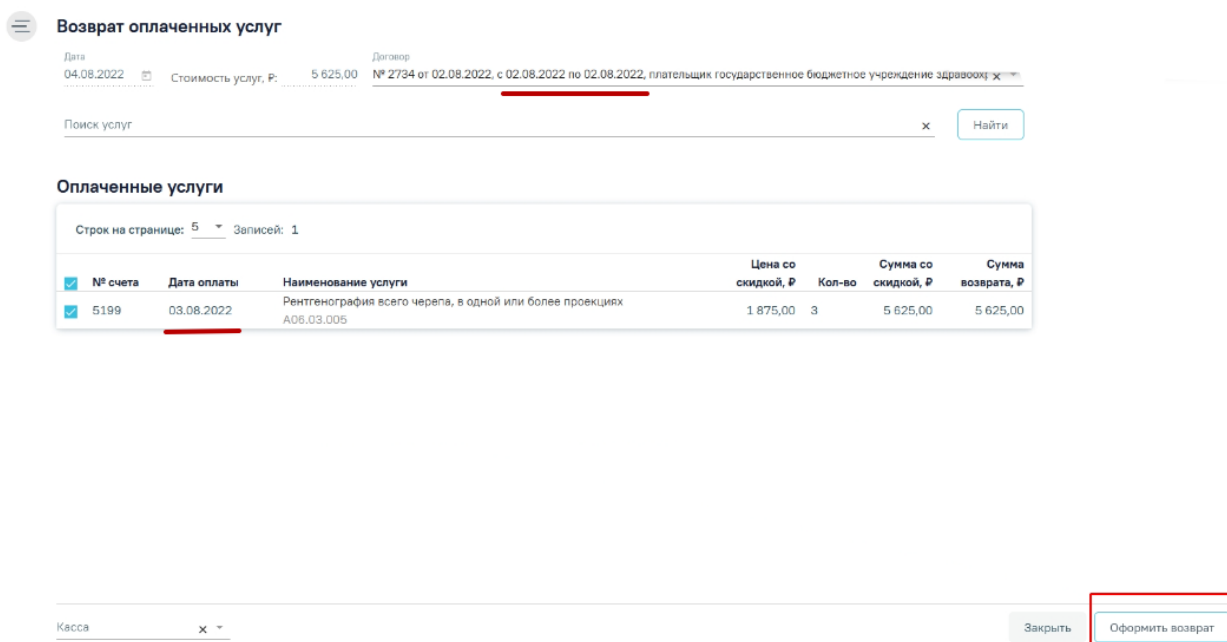 Возврат оплаченных услуг
Дата
Договор
04.08.2022 Стоимость услуг, ₽: 5 625,00 № 2734 от 02.08.2022, с 02.08.2022 по 02.08.2022, плательщик государственное бюджетное учреждение здравоох
Поиск услуг
Найти
Оплаченные услуги
Строк на странице: 5 Записей: 1
№ счета Дата оплаты Наименование услуги Цена со скидкой, ₽ Кол-во Сумма со скидкой, ₽ Сумма возврата, ₽
5199 03.08.2022 Рентгенография всего черепа, в одной или более проекциях 1 875,00 3 5 625,00 5 625,00
A06.03.005
Касса
Закрыть
Оформить возврат